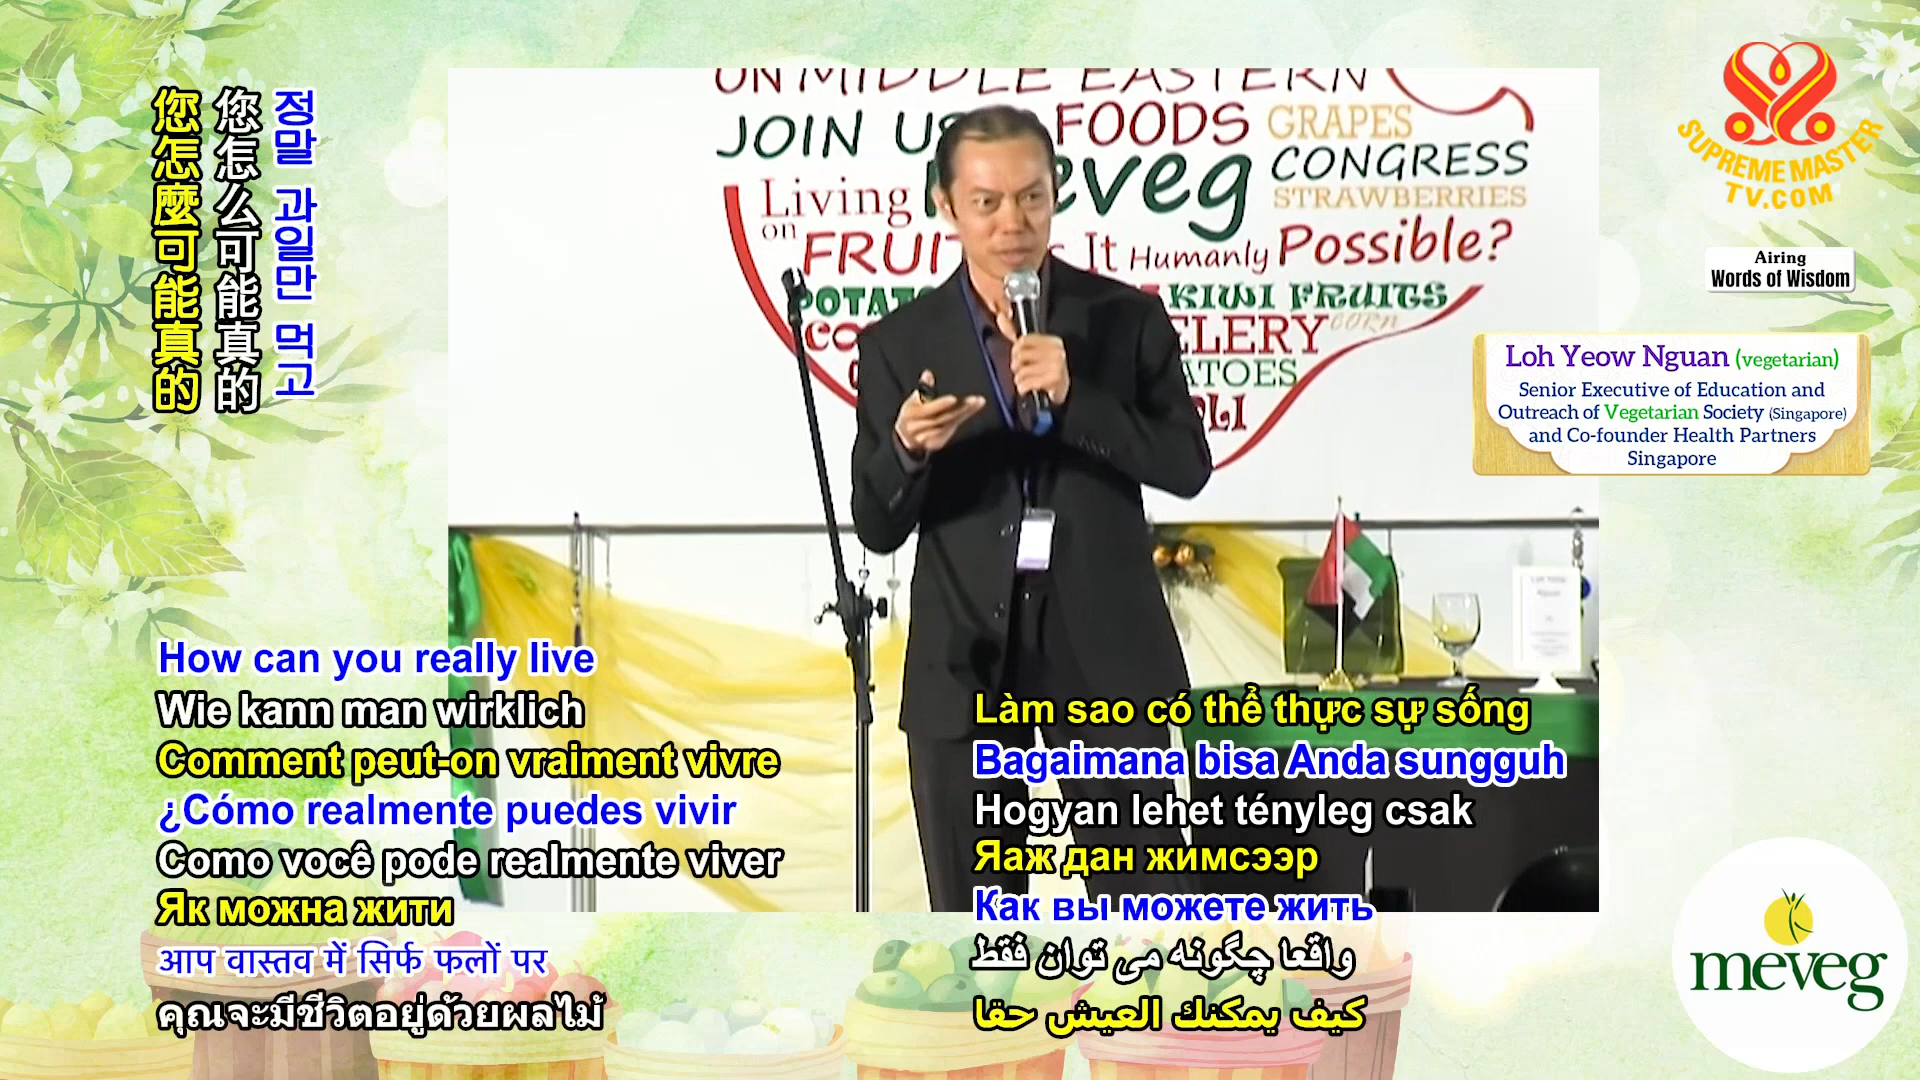 您怎麼可能真的
您怎么可能真的
정말 과일만 먹고
ON MIDDLE EASTERN
JOIN US FOODS GRAPES
Living on meveg CONGRESS
STRAWBERRIES
FRUIT Is It Humanly Possible?
KIWI FRUITS
CELERY CORN
SUPREME MASTER
TV.COM
Airing
Words of Wisdom
Loh Yeow Nguan (vegetarian)
Senior Executive of Education and
Outreach of Vegetarian Society (Singapore)
and Co-founder Health Partners
Singapore
How can you really live
Wie kann man wirklich
Comment peut-on vraiment vivre
¿Cómo realmente puedes vivir
Como você pode realmente viver
Як можна жити
आप वास्तव में सिर्फ फलों पर
คุณจะมีชีวิตอยู่ด้วยผลไม้
Làm sao có thể thực sự sống
Bagaimana bisa Anda sungguh
Hogyan lehet tényleg csak
Яаж дан жимсээр
Как вы можете жить
واقعا چگونه می توان فقط
كيف يمكنك العيش حقا
meveg